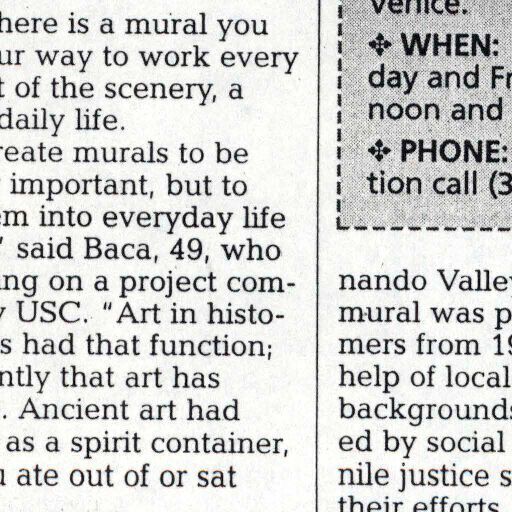 here is a mural you
ur way to work every
t of the scenery, a
daily life.
reate murals to be
important, but to
em into everyday life
" said Baca, 49, who
ng on a project com-
y USC. "Art in histo-
s had that function;
ntly that art has
. Ancient art had
as a spirit container,
u ate out of or sat
venice.
✤ WHEN:
day and Fr
noon and
✤ PHONE:
tion call (3
nando Valley
mural was p
mers from 19
help of local
backgrounds
ed by social
nile justice s
their efforts